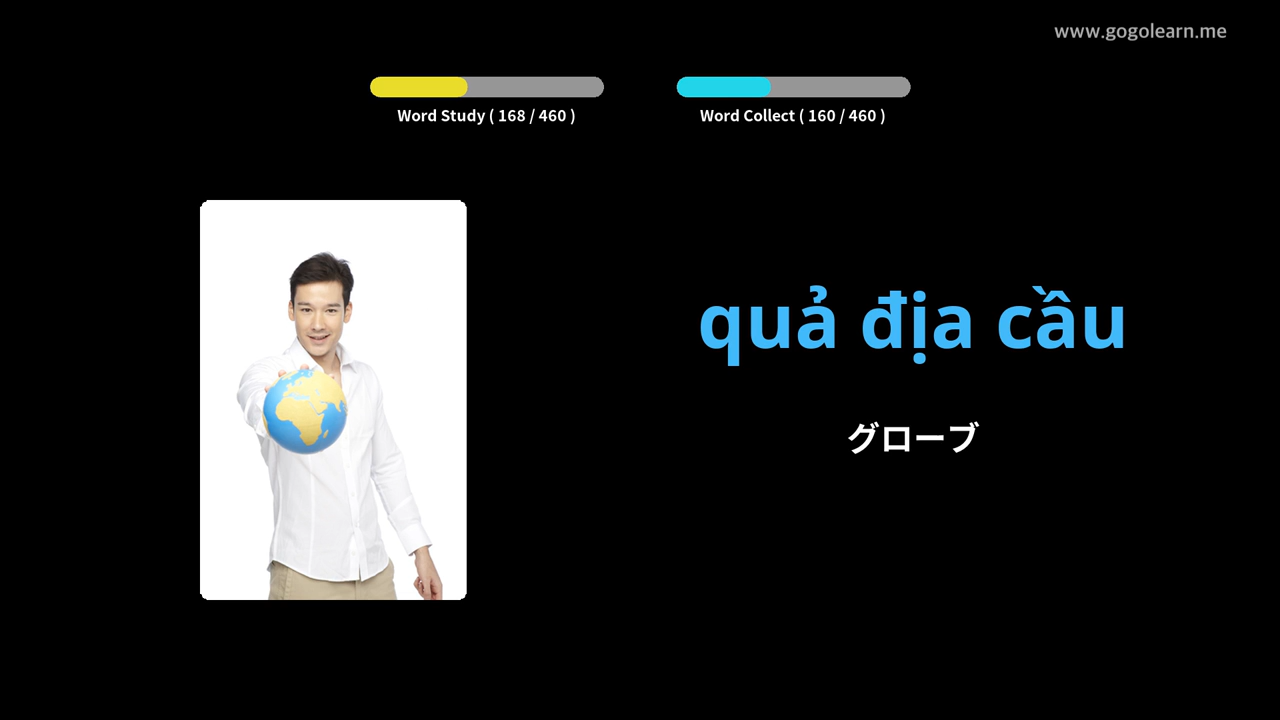 www.gogolearn.me
Word Study ( 168 / 460 )
Word Collect ( 160 / 460 )
quả địa cầu
グローブ